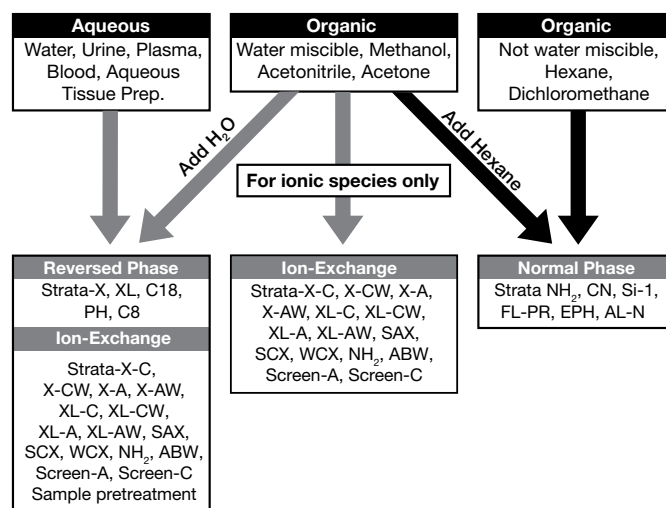 Aqueous
Water, Urine, Plasma,
Blood, Aqueous
Tissue Prep.
Organic
Water miscible, Methanol,
Acetonitrile, Acetone
Organic
Not water miscible,
Hexane,
Dichloromethane
Add H₂O
For ionic species only
Add Hexane
Reversed Phase
Strata-X, XL, C18,
PH, C8
Ion-Exchange
Strata-X-C,
X-CW, X-A, X-AW,
XL-C, XL-CW,
XL-A, XL-AW, SAX,
SCX, WCX, NH₂, ABW,
Screen-A, Screen-C
Sample pretreatment
Ion-Exchange
Strata-X-C, X-CW, X-A,
X-AW, XL-C, XL-CW,
XL-A, XL-AW, SAX,
SCX, WCX, NH₂, ABW,
Screen-A, Screen-C
Normal Phase
Strata NH₂, CN, Si-1,
FL-PR, EPH, AL-N